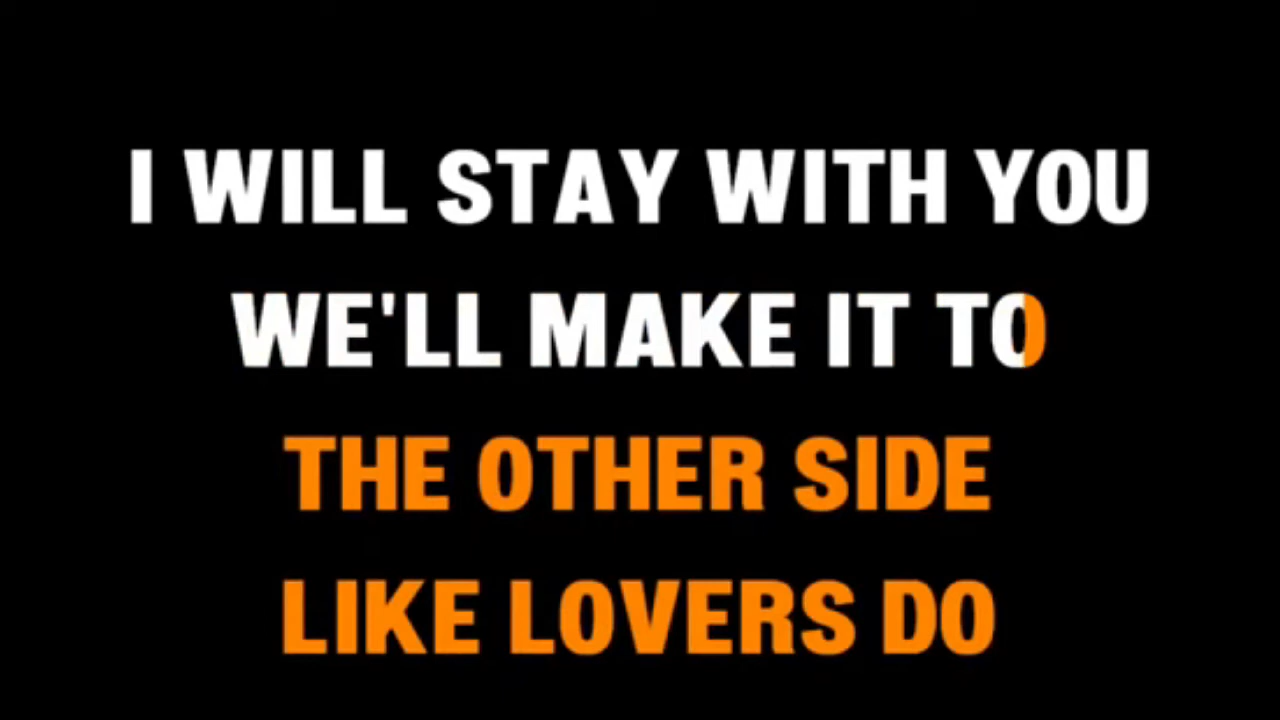 I WILL STAY WITH YOU
WE'LL MAKE IT TO
THE OTHER SIDE
LIKE LOVERS DO